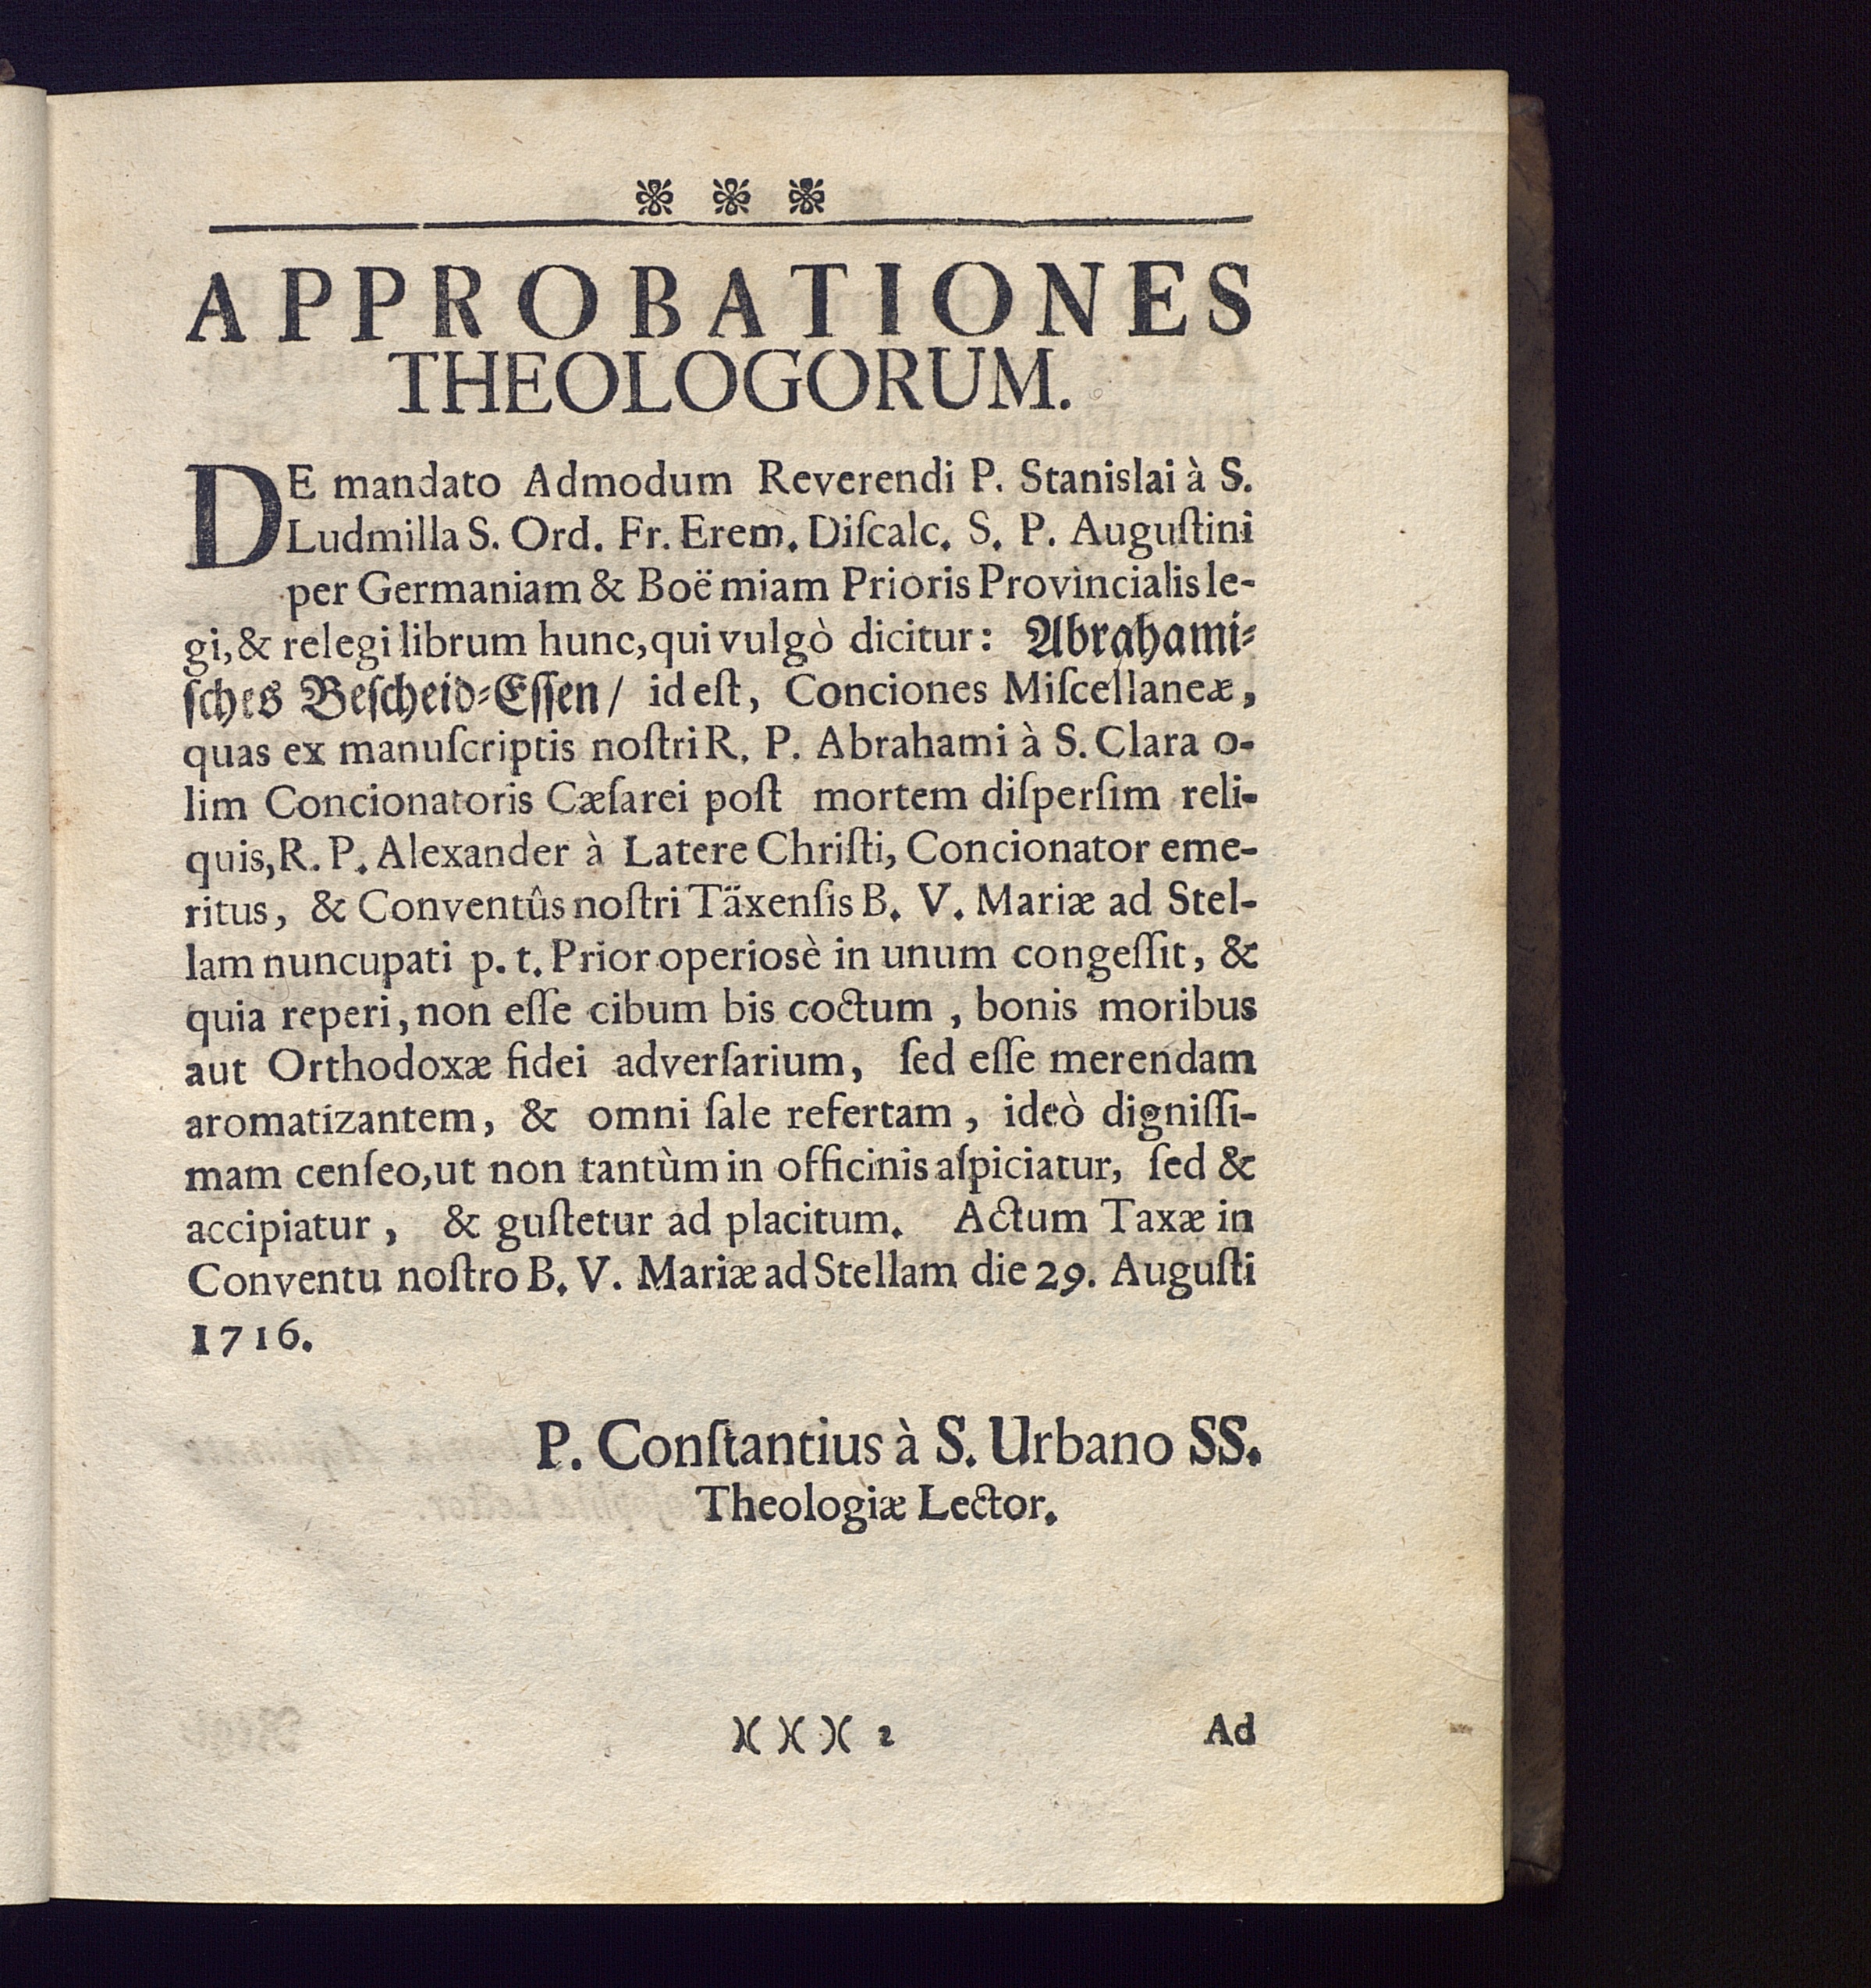 APPROBATIONES
THEOLOGORUM.
DE mandato Admodum Reverendi P. Stanislai à S.
Ludmilla S. Ord. Fr. Erem. Diſcalc. S. P. Auguſtini
per Germaniam & Boëmiam Prioris Provincialis le-
gi, & relegi librum hunc, qui vulgò dicitur: Abrahami-
ſches Beſcheid-Eſſen / id eſt, Conciones Miſcellaneæ,
quas ex manuſcriptis noſtri R. P. Abrahami à S. Clara o-
lim Concionatoris Cæſarei poſt mortem diſperſim reli-
quis, R. P. Alexander à Latere Chriſti, Concionator eme-
ritus, & Conventûs noſtri Täxenſis B. V. Mariæ ad Stel-
lam nuncupati p. t. Prior operiosè in unum congeſſit, &
quia reperi, non eſſe cibum bis coctum, bonis moribus
aut Orthodoxæ fidei adverſarium, ſed eſſe merendam
aromatizantem, & omni ſale refertam, ideò digniſſi-
mam cenſeo, ut non tantùm in officinis aſpiciatur, ſed &
accipiatur, & guſtetur ad placitum. Actum Taxæ in
Conventu noſtro B. V. Mariæ ad Stellam die 29. Auguſti
1716.
P. Conſtantius à S. Urbano SS.
Theologiæ Lector.
)( )( )( 2 Ad